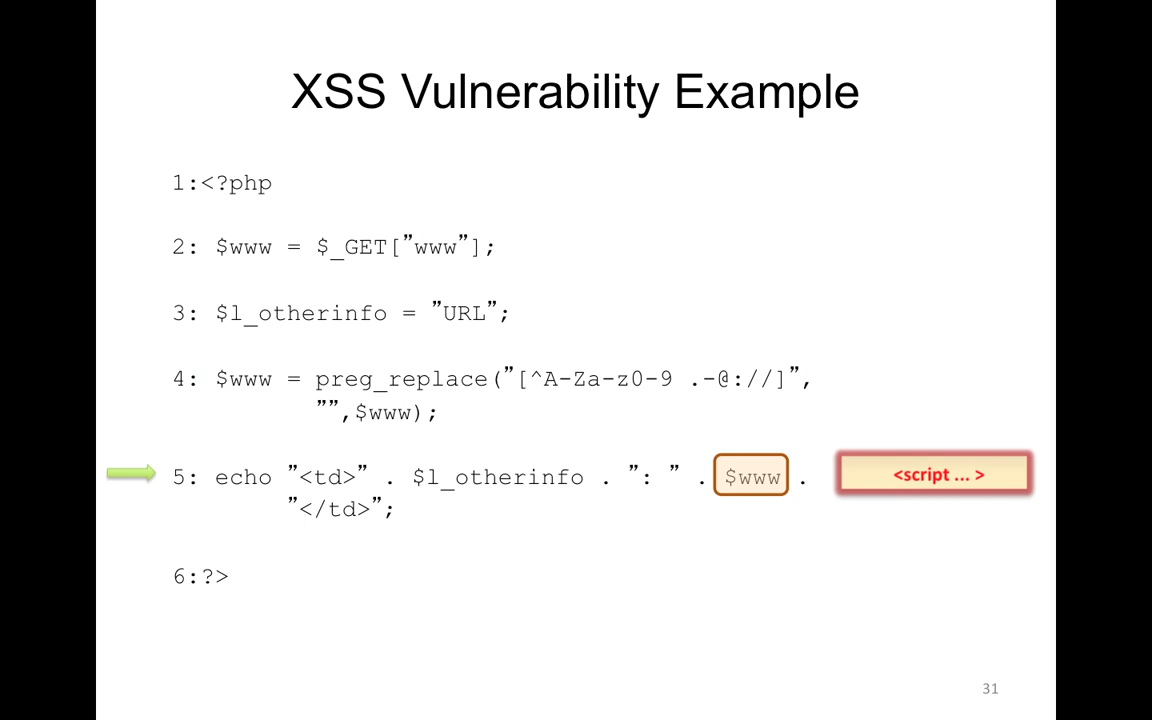 XSS Vulnerability Example
1:<?php
2: $www = $_GET["www"];
3: $l_otherinfo = "URL";
4: $www = preg_replace("[^A-Za-z0-9 .-@://]",
"",$www);
5: echo "<td>" . $l_otherinfo . ": " . $www . <script ... >
"</td>";
6:?>
31